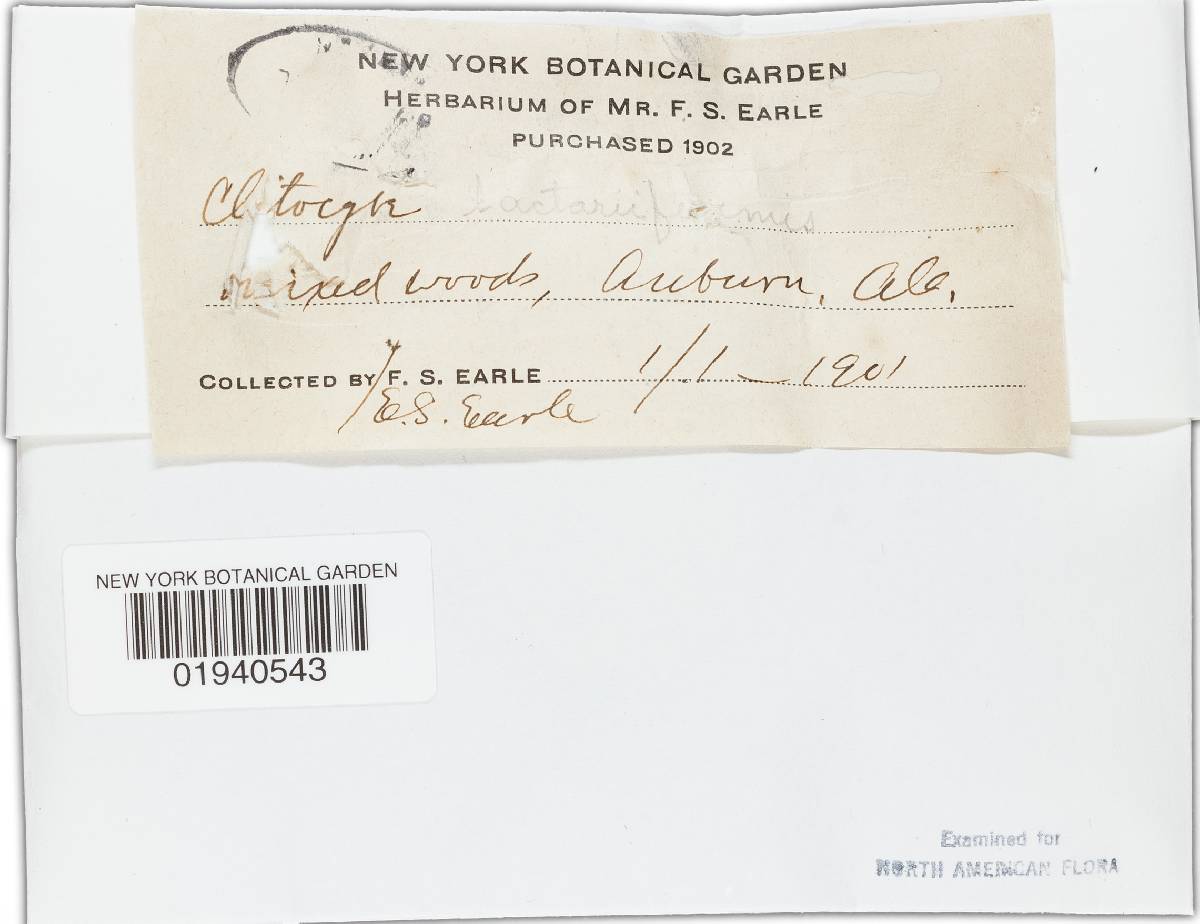 NEW YORK BOTANICAL GARDEN
HERBARIUM OF MR. F. S. EARLE
PURCHASED 1902
Clitocybe lactariiformis
mixed woods, Auburn, Ala.
COLLECTED BY F. S. EARLE 1/1 — 1901
E.S. Earle
NEW YORK BOTANICAL GARDEN
01940543
Examined for
NORTH AMERICAN FLORA